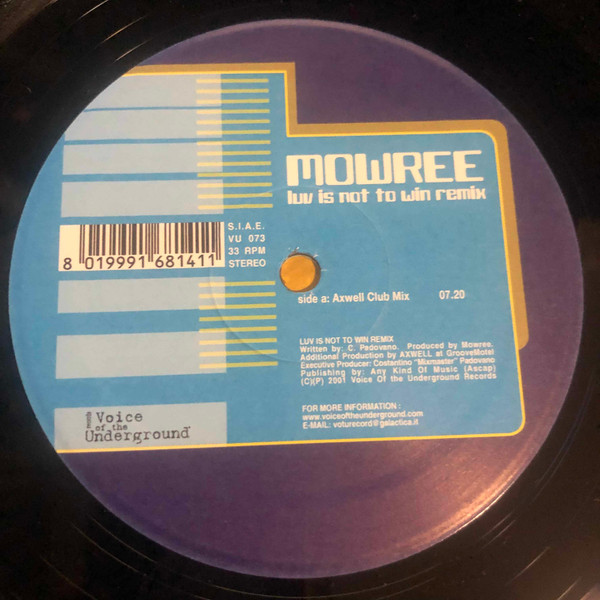 MOWREE
luv is not to win remix
S.I.A.E.
VU 073
33 RPM
STEREO
8 019991 681411
side a: Axwell Club Mix 07.20
LUV IS NOT TO WIN REMIX
Written by: C. Padovano. Produced by Mowree.
Additional Production by AXWELL at GrooveMotel
Executive Producer: Costantino "Mixmaster" Padovano
Publishing by: Any Kind Of Music (Ascap)
(C)(P) 2001 Voice Of the Underground Records
FOR MORE INFORMATION :
www.voiceoftheunderground.com
E-MAIL: voturecord@galactica.it
Voice
of the
Underground